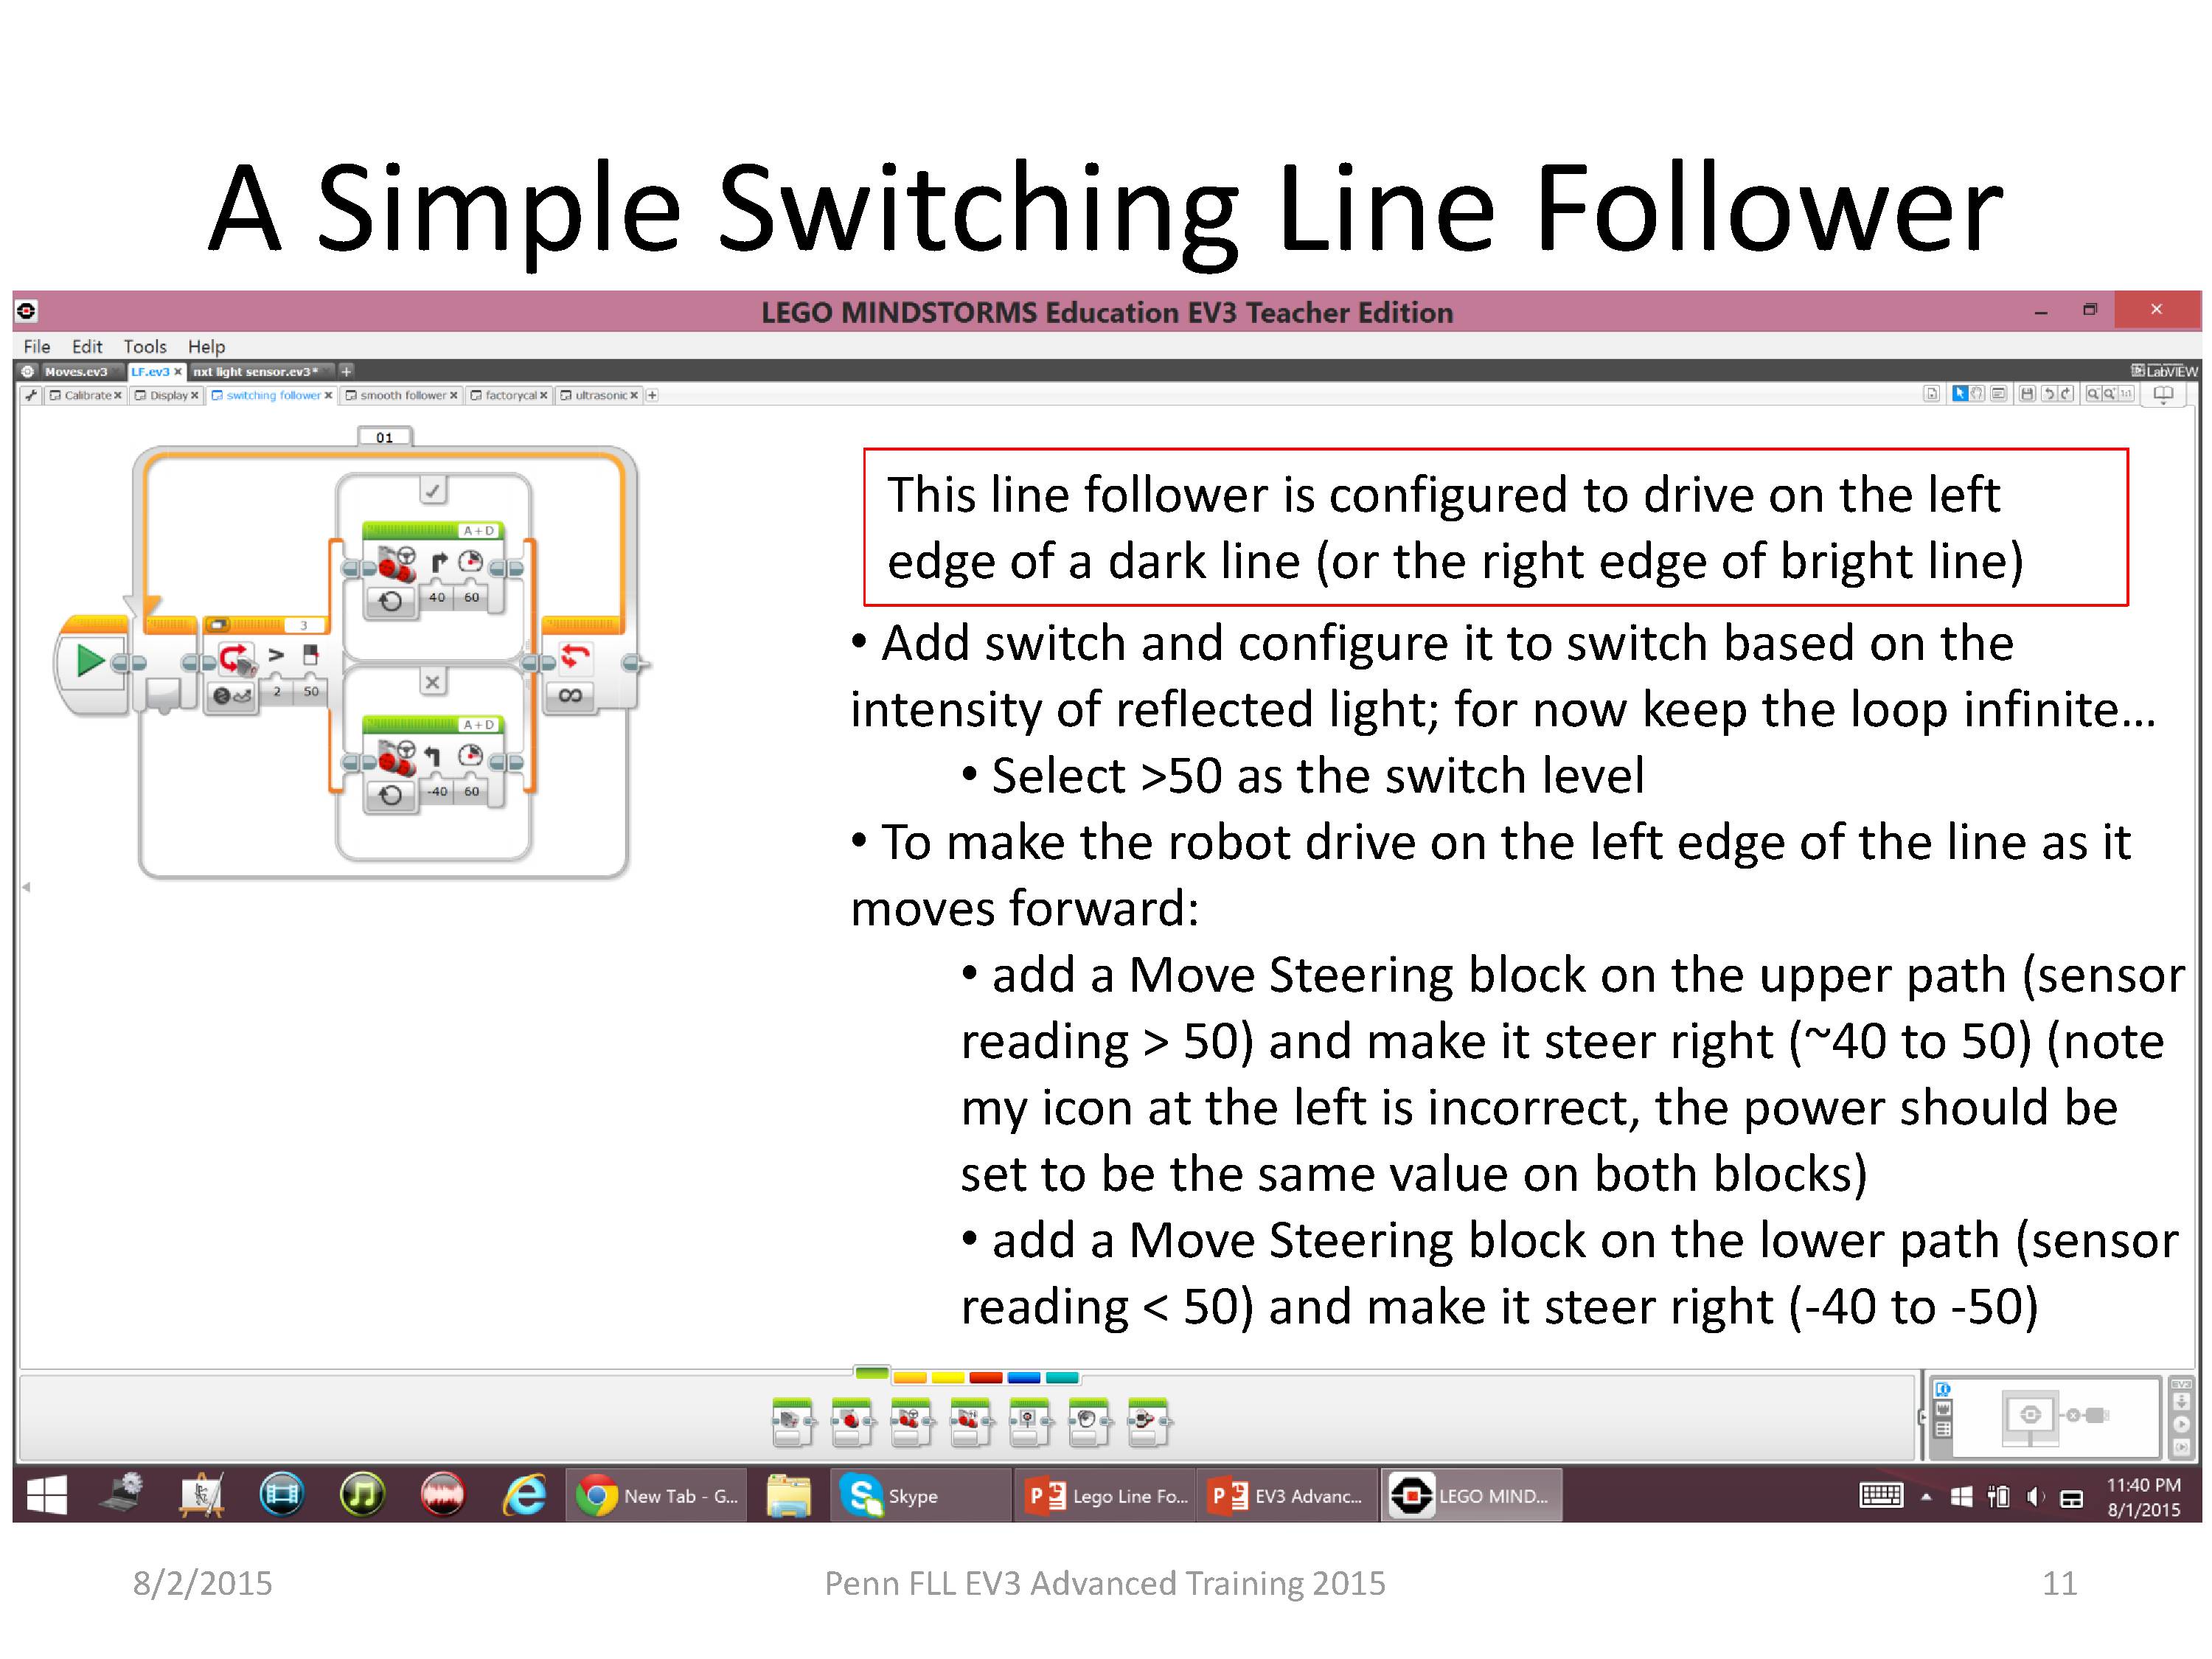 A Simple Switching Line Follower
LEGO MINDSTORMS Education EV3 Teacher Edition
File Edit Tools Help
Moves.ev3 LF.ev3 nxt light sensor.ev3* +
LabVIEW
Calibrate Display switching follower smooth follower factorycal ultrasonic
01
A+D
40 60
3
> 
2 50
A+D
-40 60
∞
This line follower is configured to drive on the left
edge of a dark line (or the right edge of bright line)
• Add switch and configure it to switch based on the
intensity of reflected light; for now keep the loop infinite…
• Select >50 as the switch level
• To make the robot drive on the left edge of the line as it
moves forward:
• add a Move Steering block on the upper path (sensor
reading > 50) and make it steer right (~40 to 50) (note
my icon at the left is incorrect, the power should be
set to be the same value on both blocks)
• add a Move Steering block on the lower path (sensor
reading < 50) and make it steer right (-40 to -50)
New Tab - G...
Skype
Lego Line Fo...
EV3 Advanc...
LEGO MIND...
11:40 PM
8/1/2015
8/2/2015
Penn FLL EV3 Advanced Training 2015
11